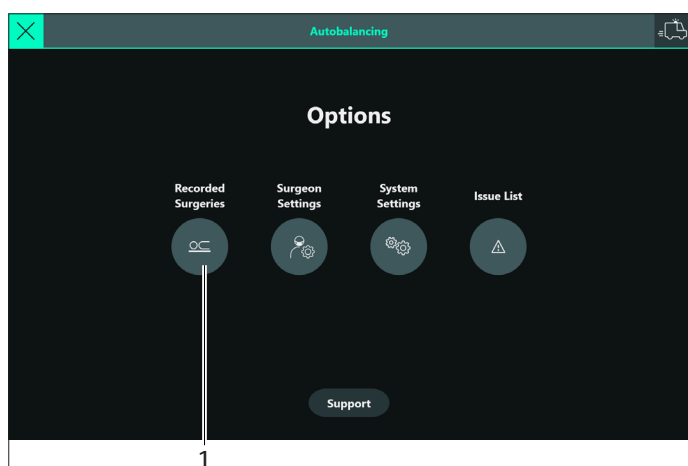 Autobalancing
Options
Recorded
Surgeries
Surgeon
Settings
System
Settings
Issue List
Support
1